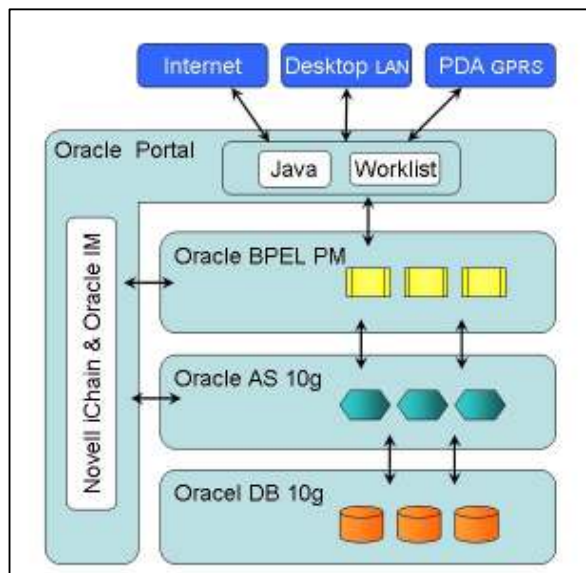 Internet
Desktop LAN
PDA GPRS
Oracle Portal
Java
Worklist
Novell iChain & Oracle IM
Oracle BPEL PM
Oracle AS 10g
Oracel DB 10g